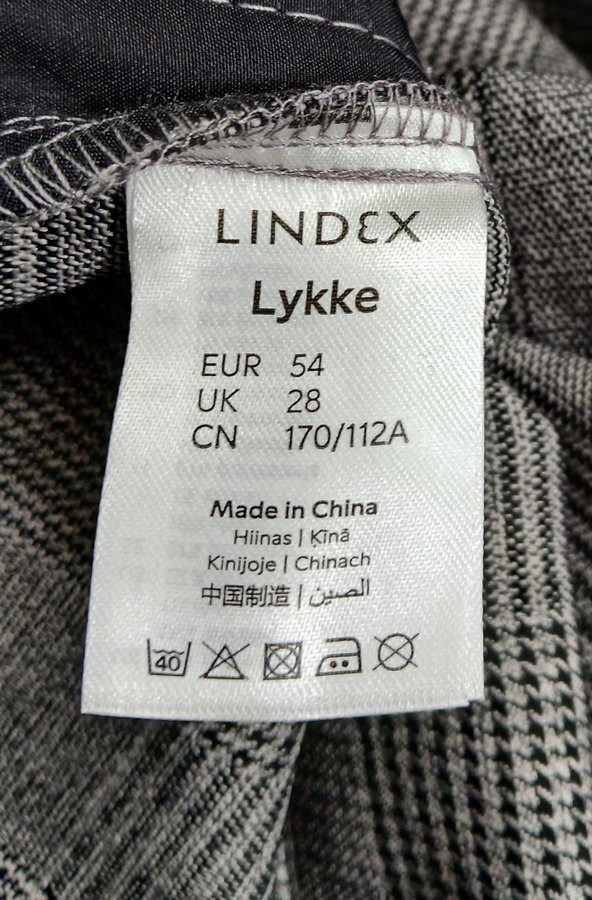 LINDEX
Lykke
EUR 54
UK 28
CN 170/112A
Made in China
Hiinas | Ķīnā
Kinijoje | Chinach
中国制造 | الصين
40